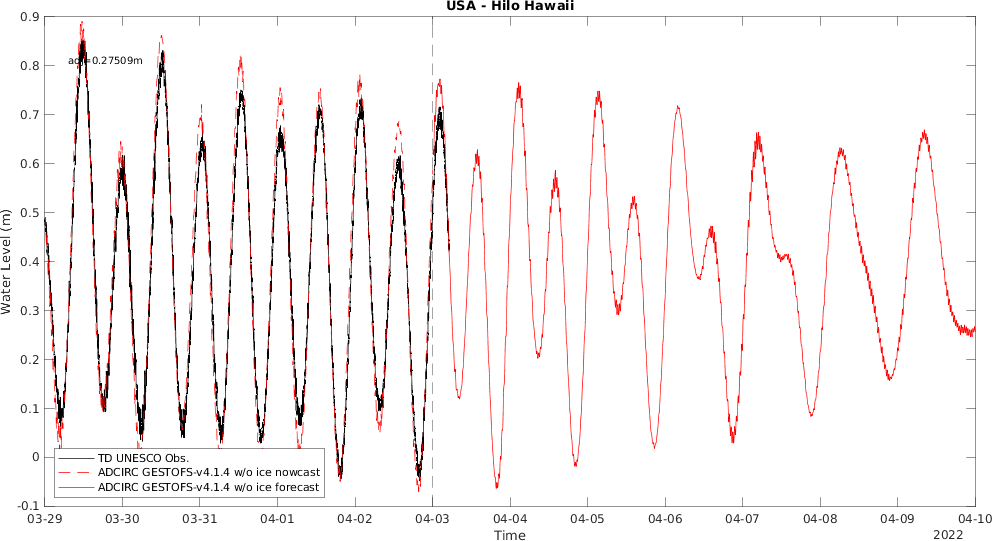 USA - Hilo Hawaii
0.9
0.8
0.7
0.6
0.5
0.4
0.3
0.2
0.1
0
-0.1
Water Level (m)
=0.27509m
TD UNESCO Obs.
ADCIRC GESTOFS-v4.1.4 w/o ice nowcast
ADCIRC GESTOFS-v4.1.4 w/o ice forecast
03-29 03-30 03-31 04-01 04-02 04-03 04-04 04-05 04-06 04-07 04-08 04-09 04-10
Time
2022